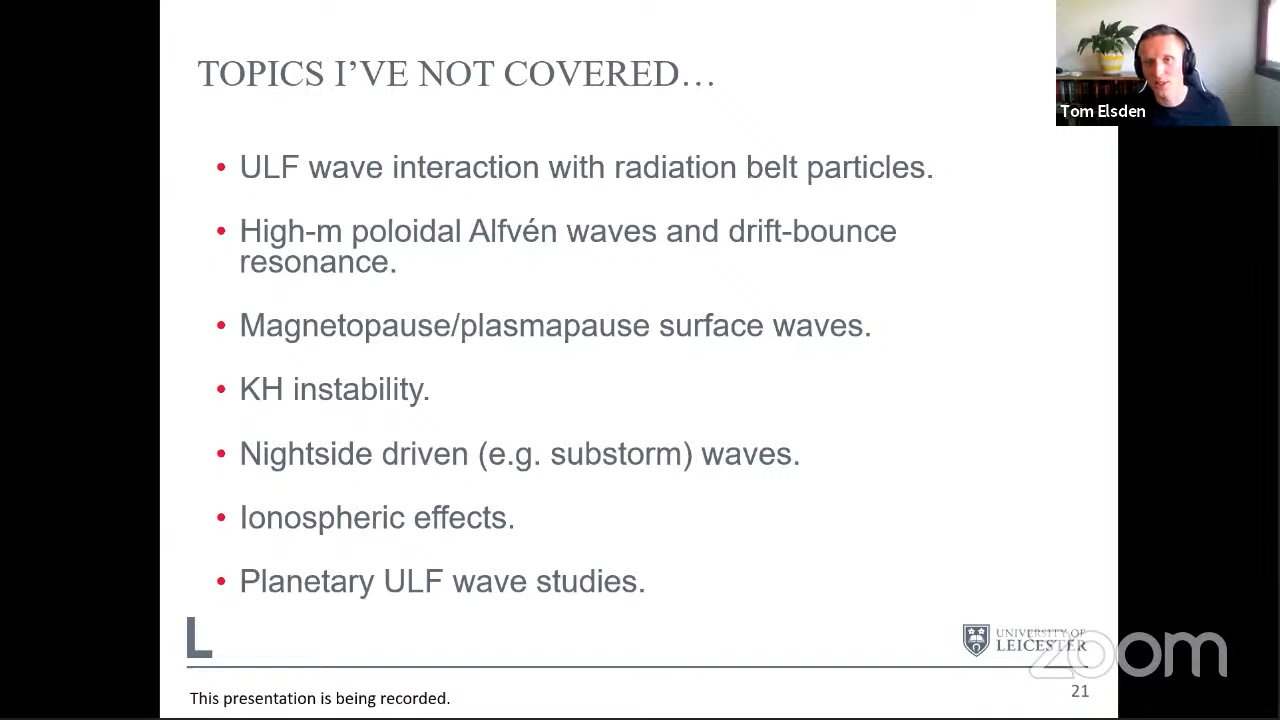 TOPICS I’VE NOT COVERED…
Tom Elsden
• ULF wave interaction with radiation belt particles.
• High-m poloidal Alfvén waves and drift-bounce
resonance.
• Magnetopause/plasmapause surface waves.
• KH instability.
• Nightside driven (e.g. substorm) waves.
• Ionospheric effects.
• Planetary ULF wave studies.
L
UNIVERSITY OF
LEICESTER
zoom
This presentation is being recorded.
21